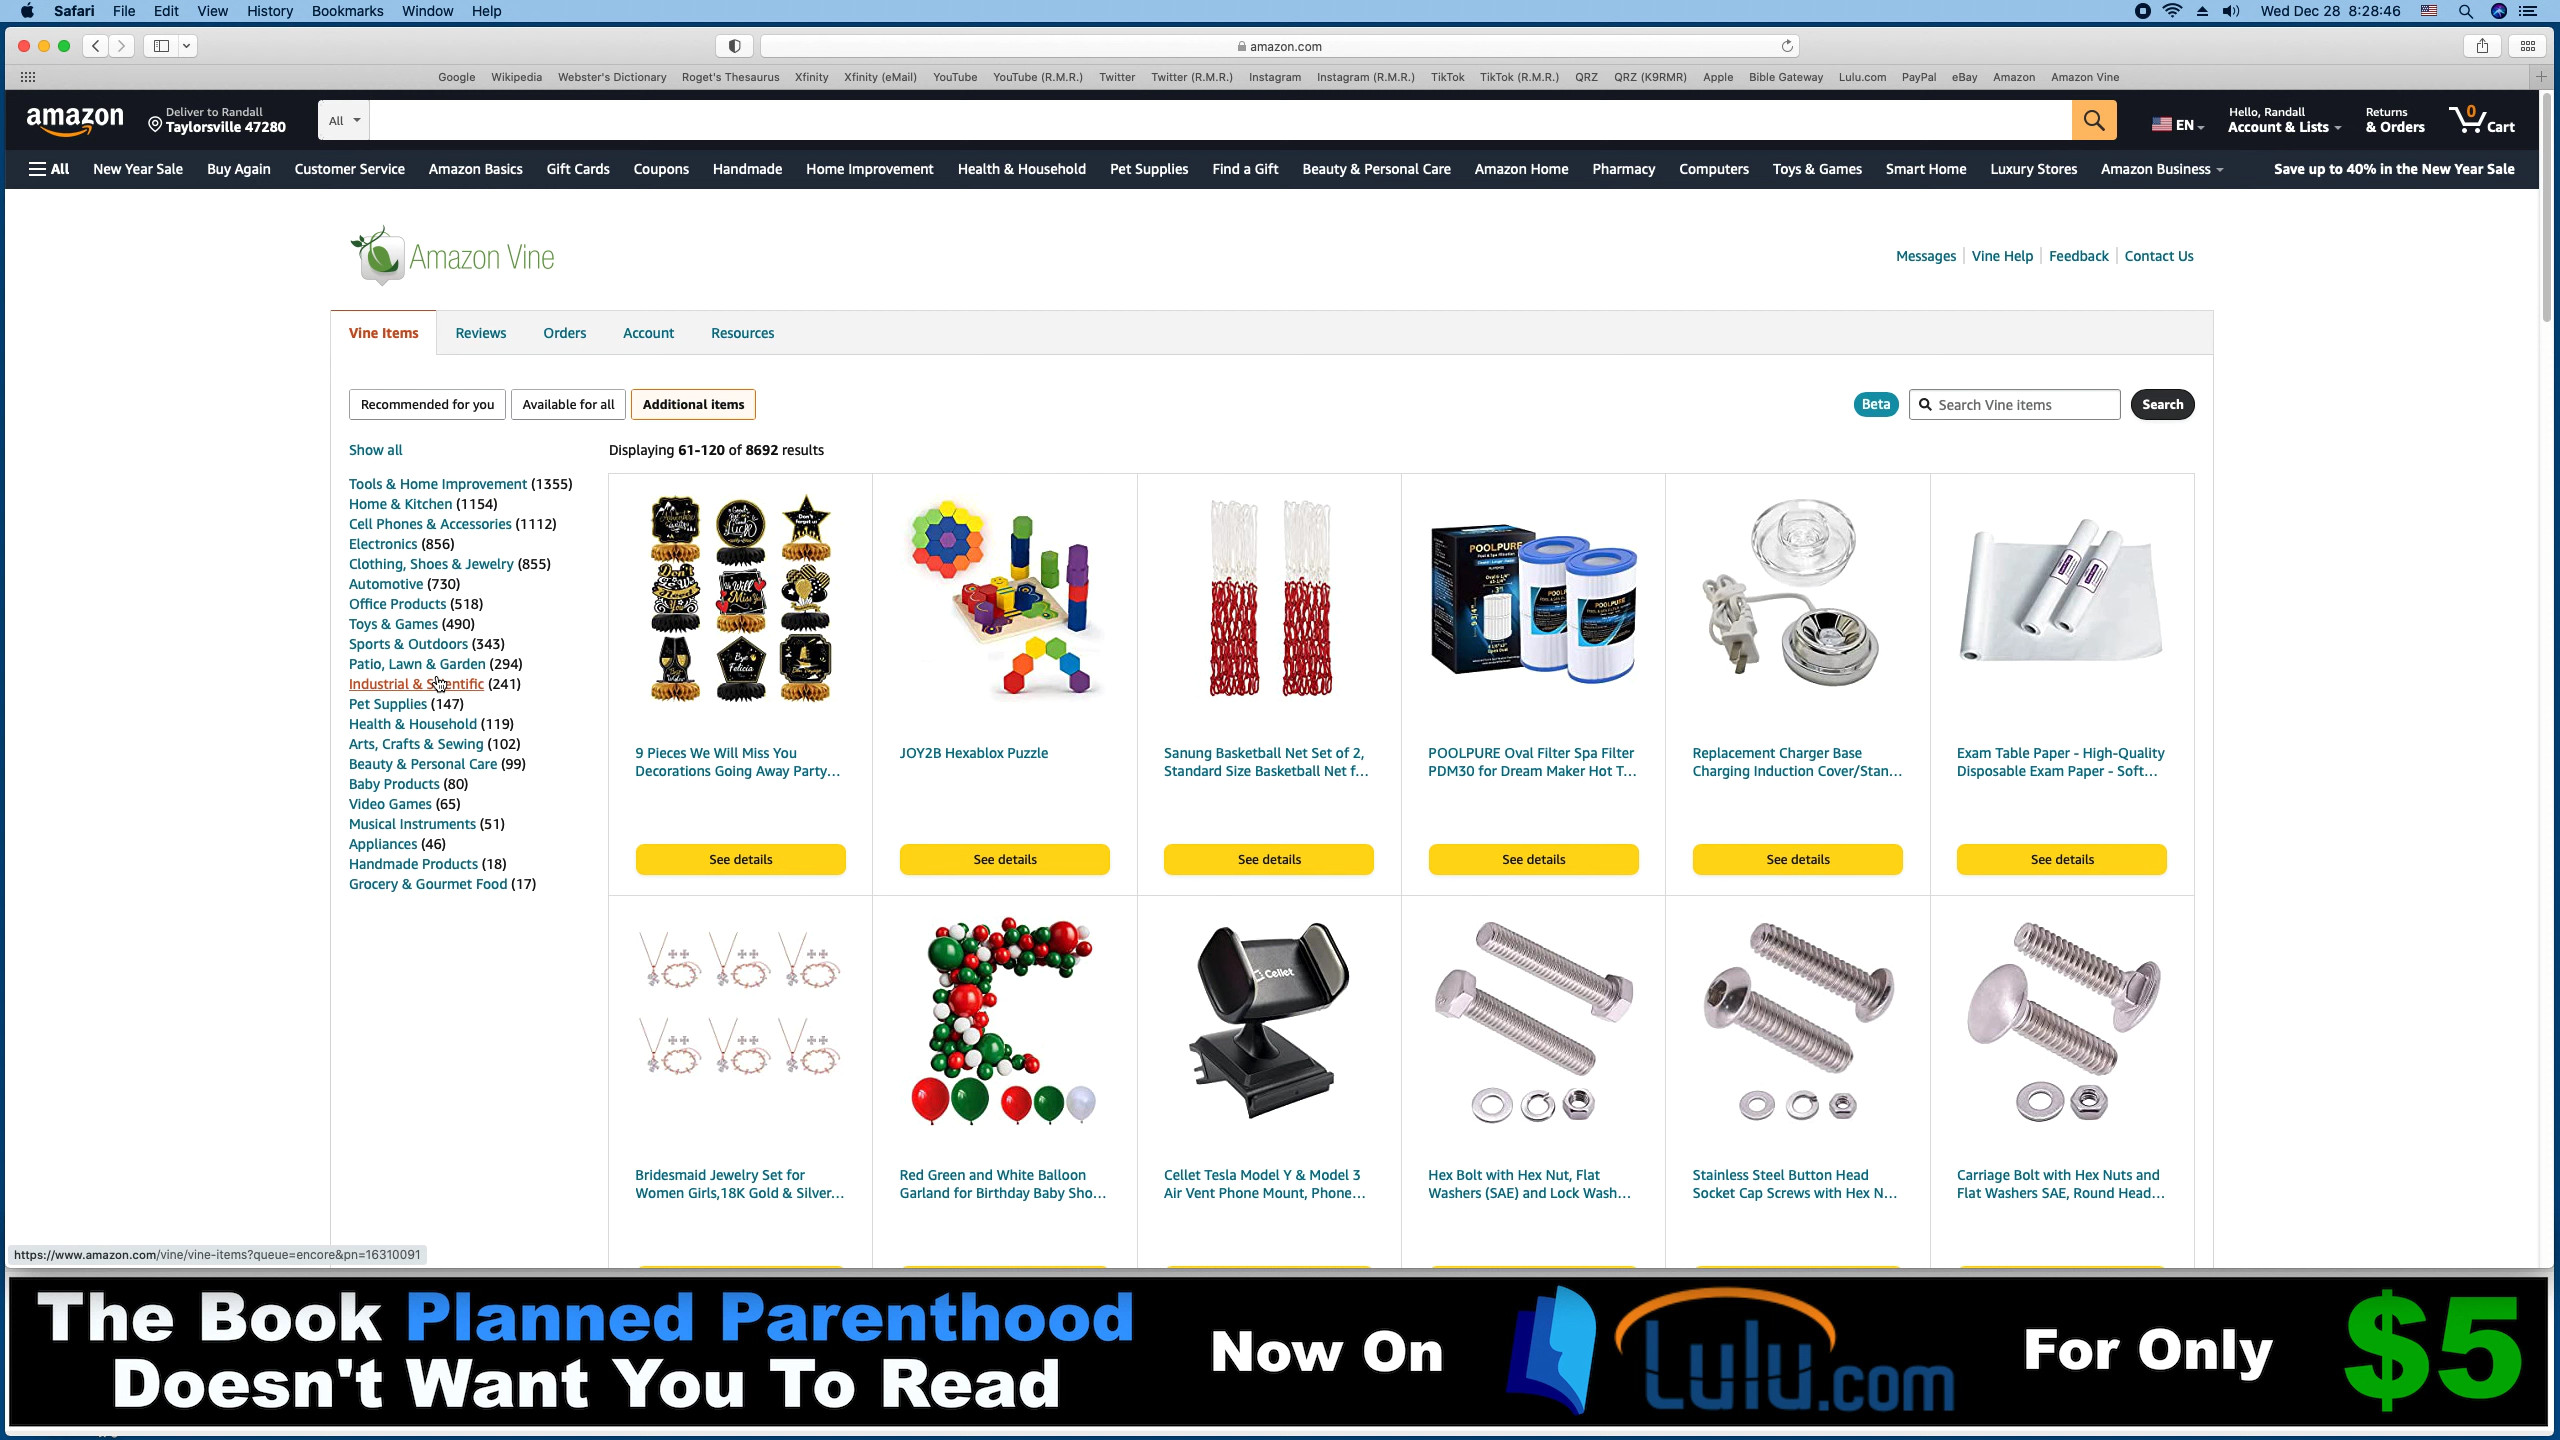 Safari File Edit View History Bookmarks Window Help
Wed Dec 28 8:28:46
amazon.com
Google Wikipedia Webster's Dictionary Roget's Thesaurus Xfinity Xfinity (eMail) YouTube YouTube (R.M.R.) Twitter Twitter (R.M.R.) Instagram Instagram (R.M.R.) TikTok TikTok (R.M.R.) QRZ QRZ (K9RMR) Apple Bible Gateway Lulu.com PayPal eBay Amazon Amazon Vine
amazon
Deliver to Randall
Taylorsville 47280
All
EN
Hello, Randall
Account & Lists
Returns
& Orders
0
Cart
All New Year Sale Buy Again Customer Service Amazon Basics Gift Cards Coupons Handmade Home Improvement Health & Household Pet Supplies Find a Gift Beauty & Personal Care Amazon Home Pharmacy Computers Toys & Games Smart Home Luxury Stores Amazon Business
Save up to 40% in the New Year Sale
Amazon Vine
Messages Vine Help Feedback Contact Us
Vine Items Reviews Orders Account Resources
Recommended for you Available for all Additional items
Beta Search Vine items Search
Show all
Displaying 61-120 of 8692 results
Tools & Home Improvement (1355)
Home & Kitchen (1154)
Cell Phones & Accessories (1112)
Electronics (856)
Clothing, Shoes & Jewelry (855)
Automotive (730)
Office Products (518)
Toys & Games (490)
Sports & Outdoors (343)
Patio, Lawn & Garden (294)
Industrial & Scientific (241)
Pet Supplies (147)
Health & Household (119)
Arts, Crafts & Sewing (102)
Beauty & Personal Care (99)
Baby Products (80)
Video Games (65)
Musical Instruments (51)
Appliances (46)
Handmade Products (18)
Grocery & Gourmet Food (17)
POOLPURE
POOLPURE
9 Pieces We Will Miss You
Decorations Going Away Party...
JOY2B Hexablox Puzzle
Sanung Basketball Net Set of 2,
Standard Size Basketball Net f...
POOLPURE Oval Filter Spa Filter
PDM30 for Dream Maker Hot T...
Replacement Charger Base
Charging Induction Cover/Stan...
Exam Table Paper - High-Quality
Disposable Exam Paper - Soft...
See details See details See details See details See details See details
Cellet
Bridesmaid Jewelry Set for
Women Girls,18K Gold & Silver...
Red Green and White Balloon
Garland for Birthday Baby Sho...
Cellet Tesla Model Y & Model 3
Air Vent Phone Mount, Phone...
Hex Bolt with Hex Nut, Flat
Washers (SAE) and Lock Wash...
Stainless Steel Button Head
Socket Cap Screws with Hex N...
Carriage Bolt with Hex Nuts and
Flat Washers SAE, Round Head...
https://www.amazon.com/vine/vine-items?queue=encore&pn=16310091
The Book Planned Parenthood
Doesn't Want You To Read
Now On
Lulu.com
For Only
$5